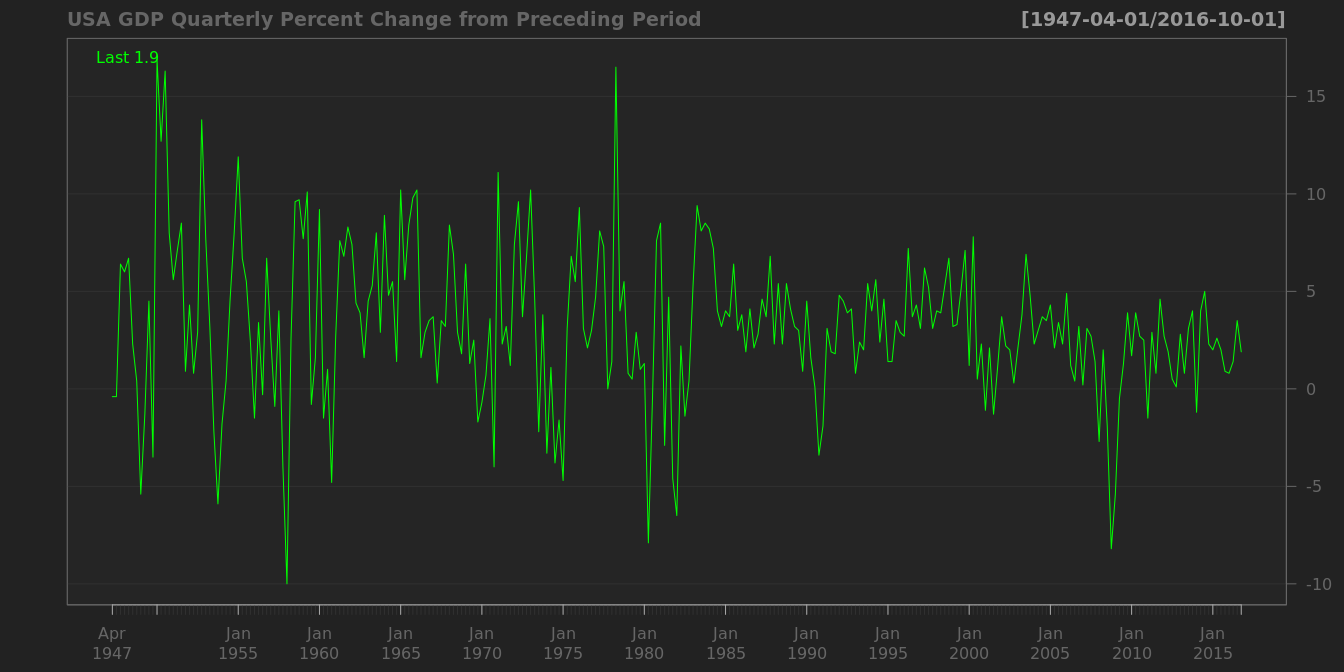 USA GDP Quarterly Percent Change from Preceding Period
[1947-04-01/2016-10-01]
Last 1.9
15
10
5
0
-5
-10
Apr Jan Jan Jan Jan Jan Jan Jan Jan Jan Jan Jan Jan Jan
1947 1955 1960 1965 1970 1975 1980 1985 1990 1995 2000 2005 2010 2015